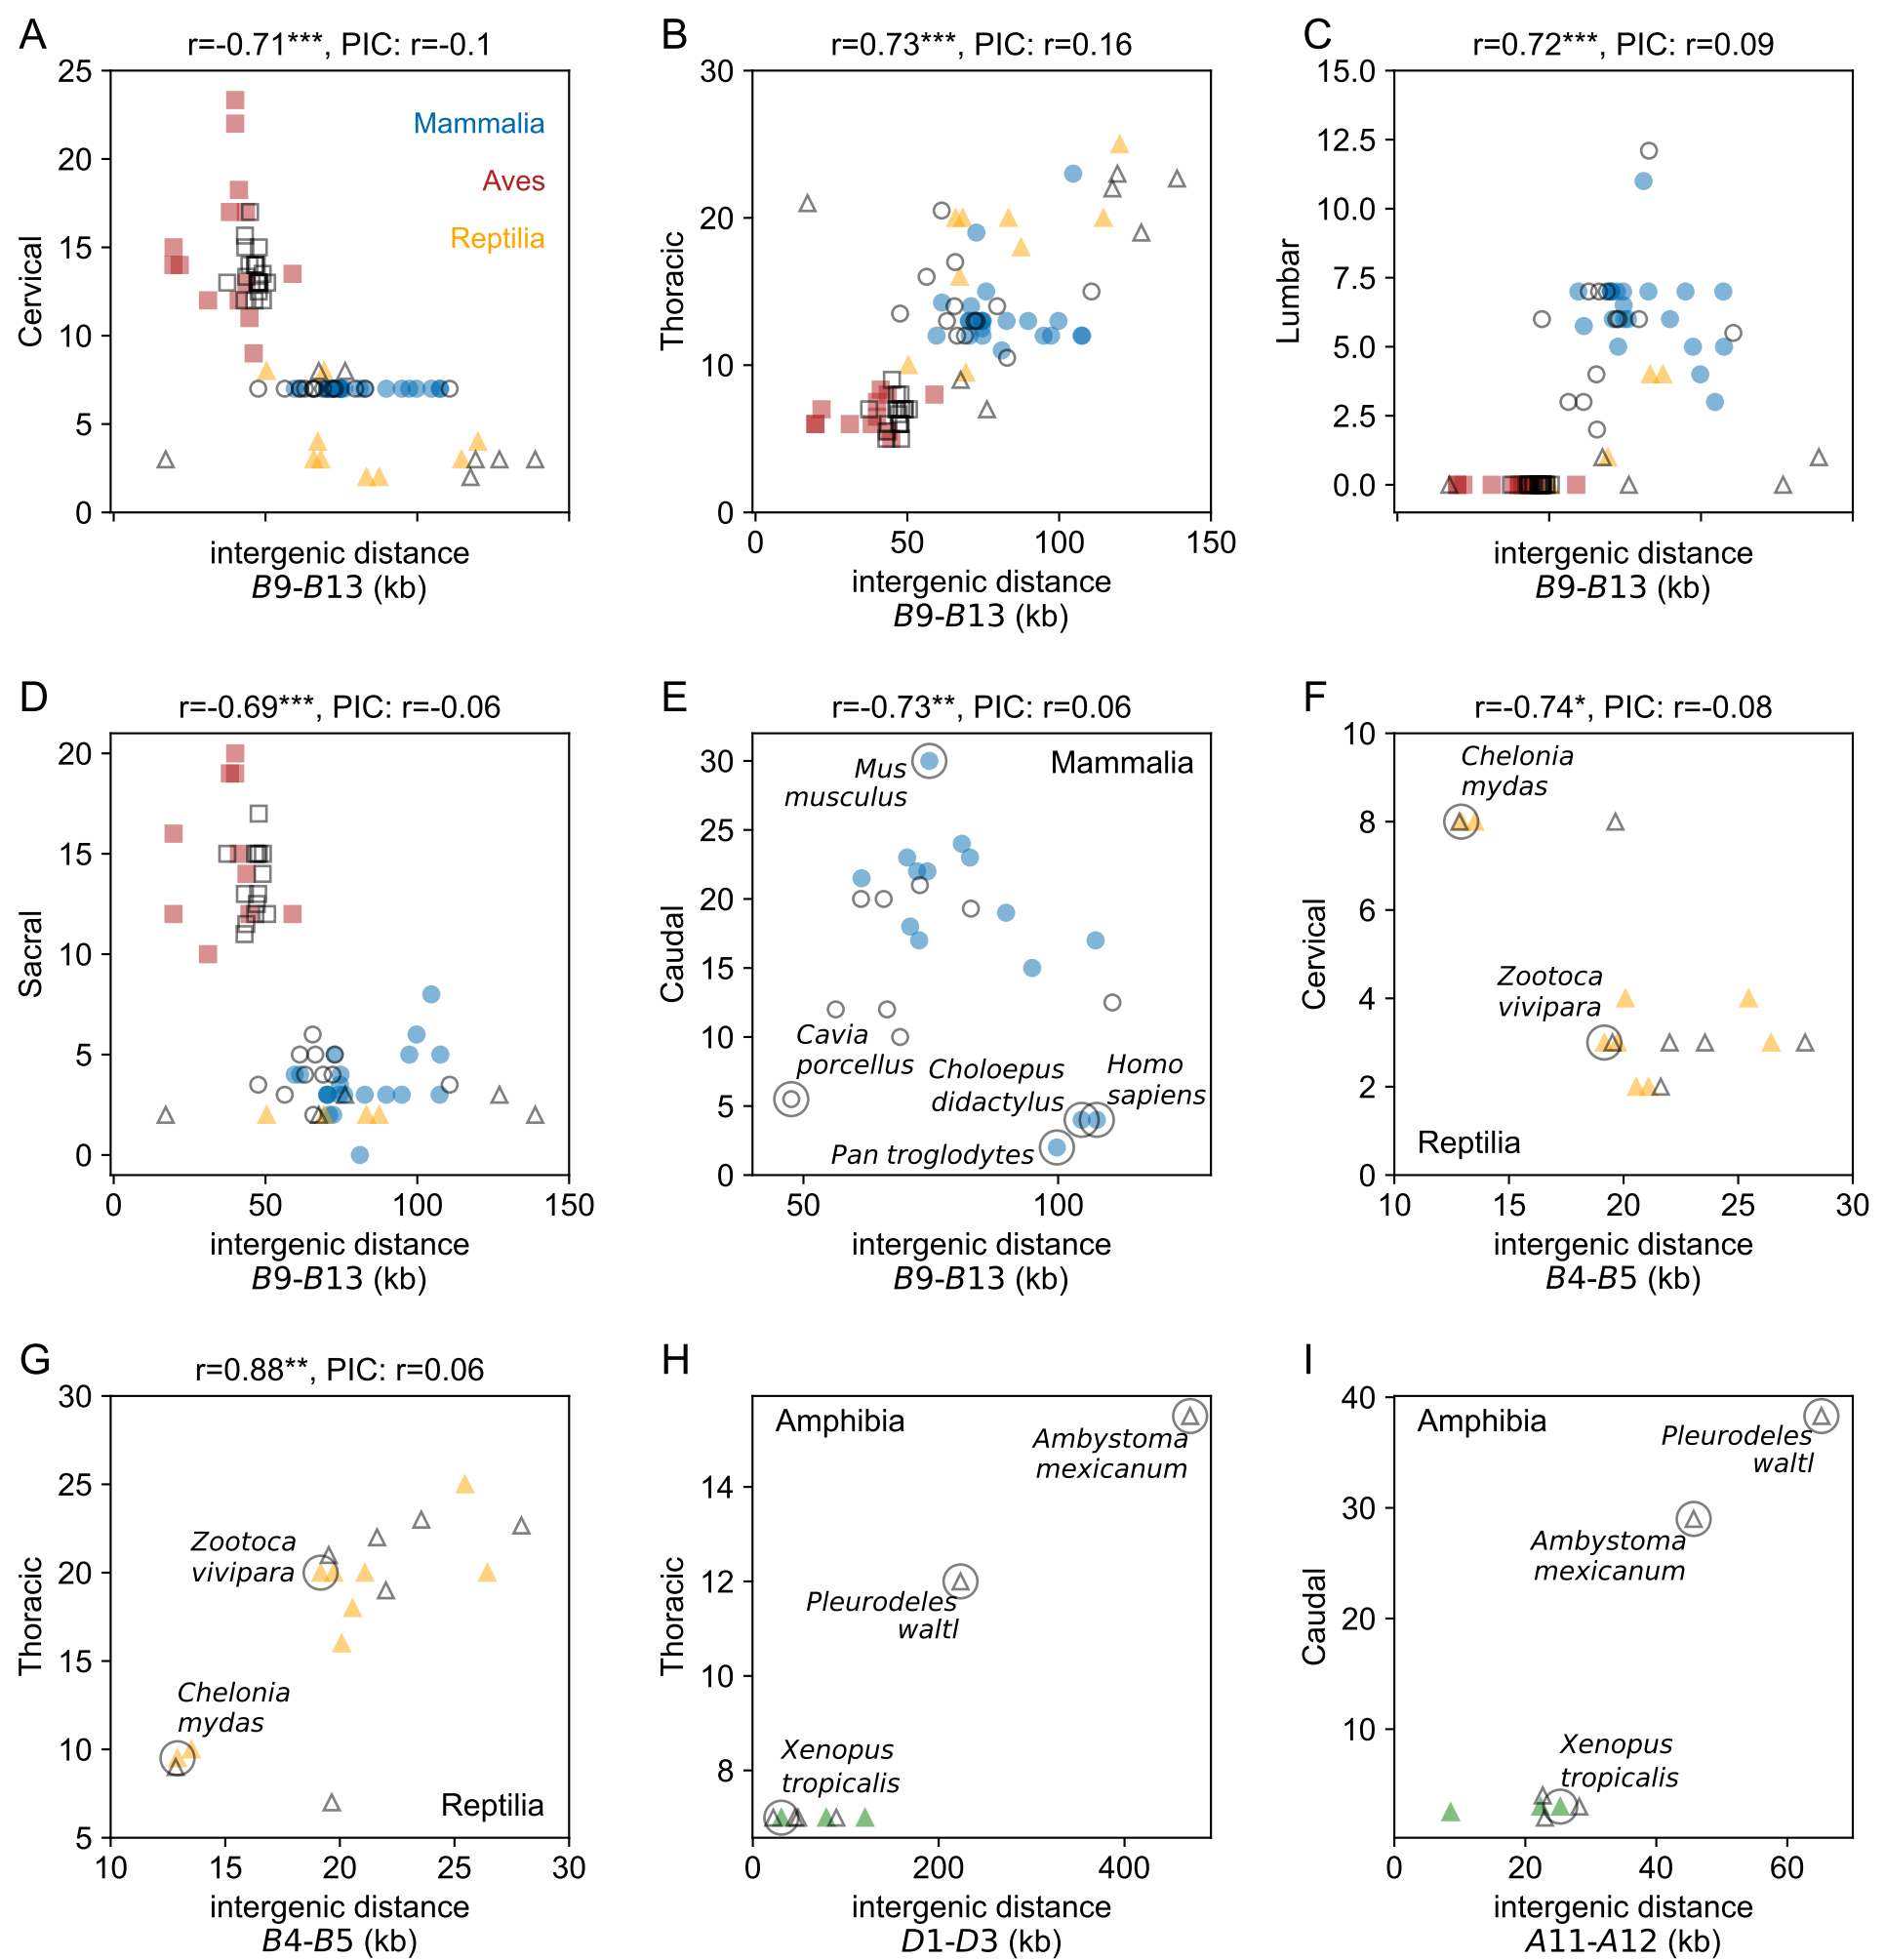 A
r=-0.71***, PIC: r=-0.1
25
20
15
10
5
0
Cervical
Mammalia
Aves
Reptilia
intergenic distance
B9-B13 (kb)
B
r=0.73***, PIC: r=0.16
30
20
10
0
Thoracic
0 50 100 150
intergenic distance
B9-B13 (kb)
C
r=0.72***, PIC: r=0.09
15.0
12.5
10.0
7.5
5.0
2.5
0.0
Lumbar
intergenic distance
B9-B13 (kb)
D
r=-0.69***, PIC: r=-0.06
20
15
10
5
0
Sacral
0 50 100 150
intergenic distance
B9-B13 (kb)
E
r=-0.73**, PIC: r=0.06
30
25
20
15
10
5
0
Caudal
Mammalia
Mus
musculus
Cavia
porcellus
Choloepus
didactylus
Homo
sapiens
Pan troglodytes
50 100
intergenic distance
B9-B13 (kb)
F
r=-0.74*, PIC: r=-0.08
10
8
6
4
2
0
Cervical
Chelonia
mydas
Zootoca
vivipara
Reptilia
10 15 20 25 30
intergenic distance
B4-B5 (kb)
G
r=0.88**, PIC: r=0.06
30
25
20
15
10
5
Thoracic
Zootoca
vivipara
Chelonia
mydas
Reptilia
10 15 20 25 30
intergenic distance
B4-B5 (kb)
H
14
12
10
8
Thoracic
Amphibia
Ambystoma
mexicanum
Pleurodeles
waltl
Xenopus
tropicalis
0 200 400
intergenic distance
D1-D3 (kb)
I
40
30
20
10
Caudal
Amphibia
Pleurodeles
waltl
Ambystoma
mexicanum
Xenopus
tropicalis
0 20 40 60
intergenic distance
A11-A12 (kb)